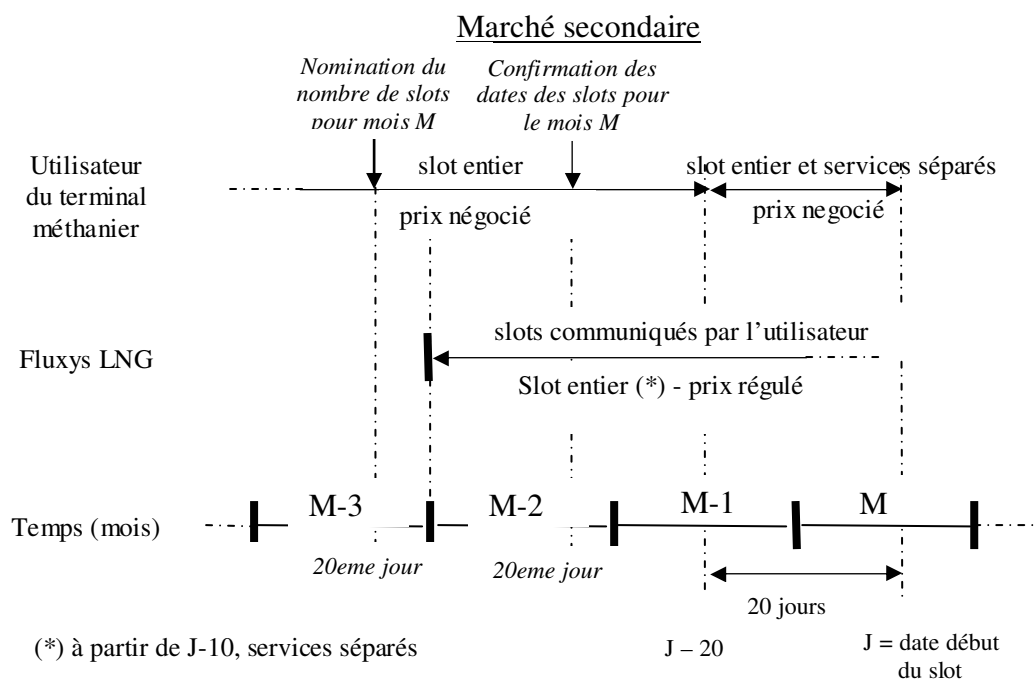 Marché secondaire
Nomination du
nombre de slots
pour mois M
Confirmation des
dates des slots pour
le mois M
Utilisateur
du terminal
méthanier
slot entier
slot entier et services séparés
prix négocié
prix negocié
slots communiqués par l'utilisateur
Fluxys LNG
Slot entier (*) - prix régulé
M-3
M-2
M-1
M
Temps (mois)
20eme jour
20eme jour
20 jours
(*) à partir de J-10, services séparés
J – 20
J = date début
du slot